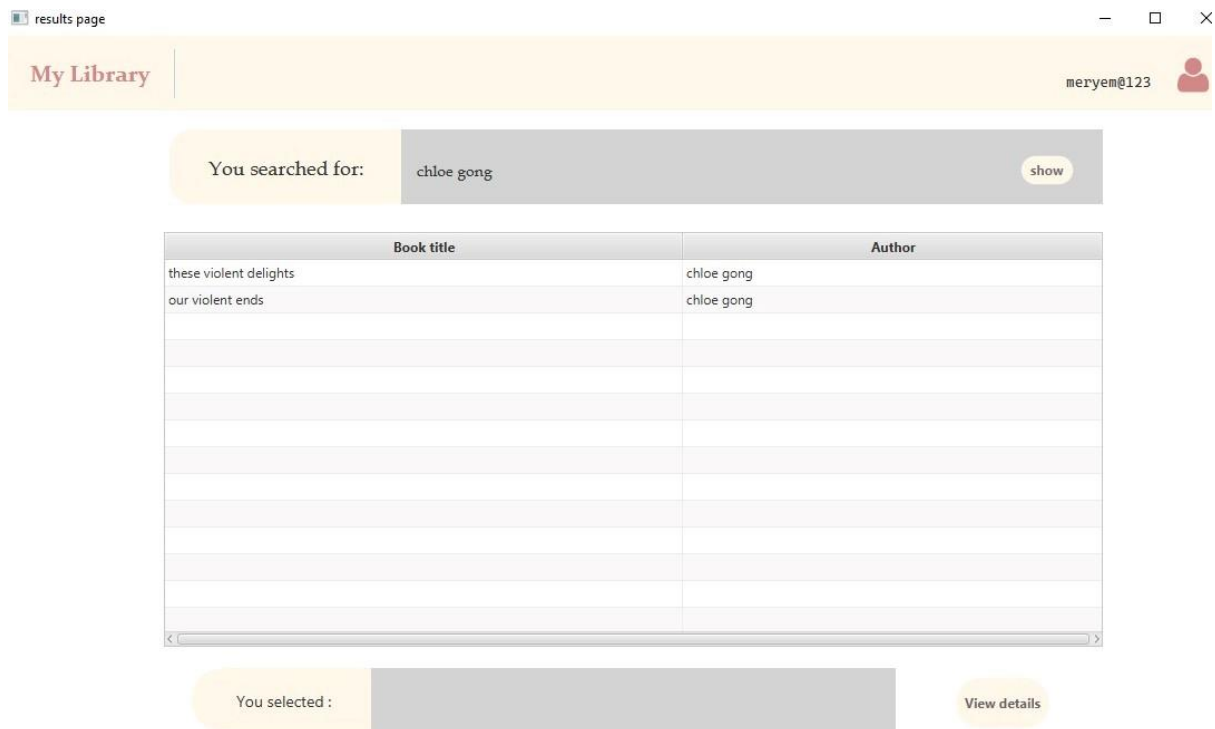 results page
My Library
meryem@123
You searched for: chloe gong show
Book title Author
these violent delights chloe gong
our violent ends chloe gong
You selected : View details